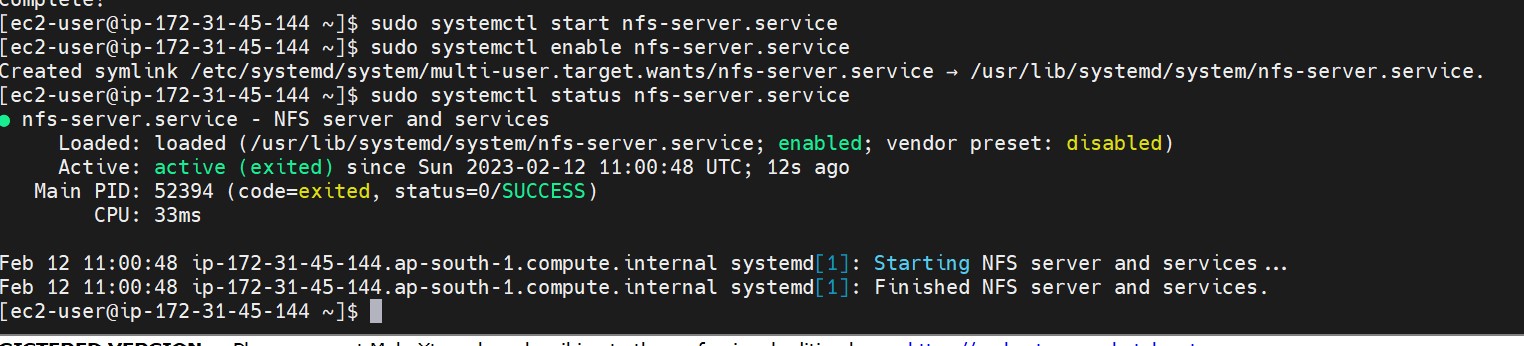 Complete!
[ec2-user@ip-172-31-45-144 ~]$ sudo systemctl start nfs-server.service
[ec2-user@ip-172-31-45-144 ~]$ sudo systemctl enable nfs-server.service
Created symlink /etc/systemd/system/multi-user.target.wants/nfs-server.service → /usr/lib/systemd/system/nfs-server.service.
[ec2-user@ip-172-31-45-144 ~]$ sudo systemctl status nfs-server.service
● nfs-server.service - NFS server and services
Loaded: loaded (/usr/lib/systemd/system/nfs-server.service; enabled; vendor preset: disabled)
Active: active (exited) since Sun 2023-02-12 11:00:48 UTC; 12s ago
Main PID: 52394 (code=exited, status=0/SUCCESS)
CPU: 33ms
Feb 12 11:00:48 ip-172-31-45-144.ap-south-1.compute.internal systemd[1]: Starting NFS server and services...
Feb 12 11:00:48 ip-172-31-45-144.ap-south-1.compute.internal systemd[1]: Finished NFS server and services.
[ec2-user@ip-172-31-45-144 ~]$